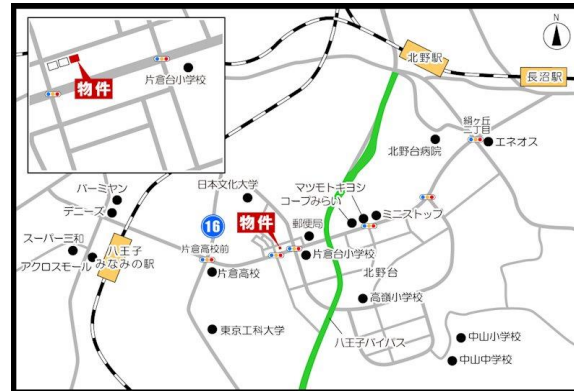 N
北野駅
長沼駅
片倉台小学校
物件
絹ヶ丘
二丁目
エネオス
北野台病院
日本文化大学
マツモトキヨシ
コープみらい
ミニストップ
バーミヤン
デニーズ
16
物件
郵便局
スーパー三和
八王子
みなみの駅
アクロスモール
片倉高校前
片倉高校
片倉台小学校
北野台
高嶺小学校
東京工科大学
八王子バイパス
中山小学校
中山中学校